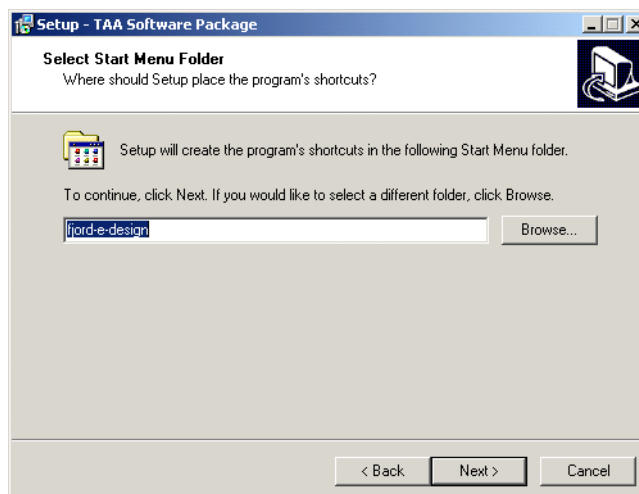 Setup - TAA Software Package
Select Start Menu Folder
Where should Setup place the program's shortcuts?
Setup will create the program's shortcuts in the following Start Menu folder.
To continue, click Next. If you would like to select a different folder, click Browse.
fjord-e-design
Browse...
< Back
Next >
Cancel